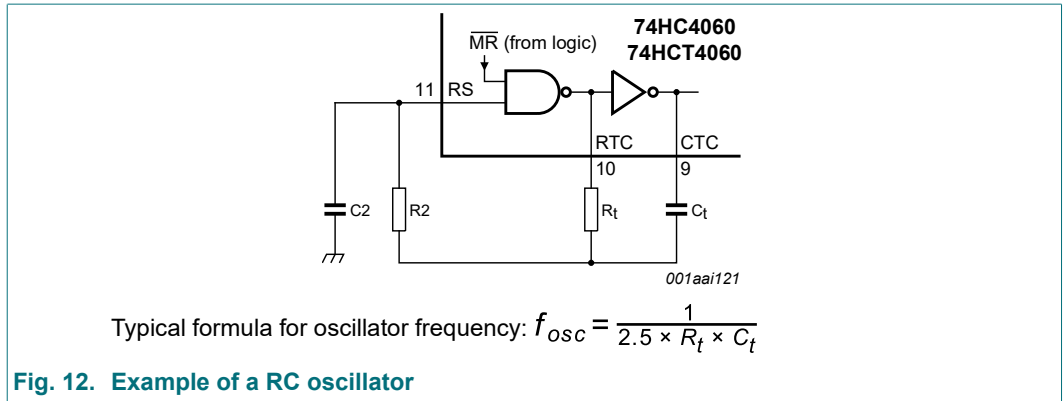 74HC4060
74HCT4060
MR (from logic)
11 RS
RTC CTC
10 9
C2 R2 Rt Ct
001aai121
Typical formula for oscillator frequency: f osc = 1 / 2.5 × Rt × Ct
Fig. 12. Example of a RC oscillator